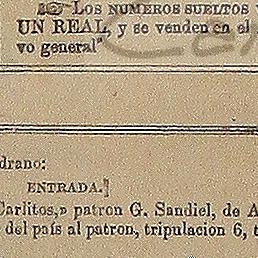 LOS NUMEROS SUELTOS
UN REAL, y se venden en el
vo general"
drano:
ENTRADA.]
Carlitos,» patron G. Sandiel, de A
del país al patron, tripulacion 6, t